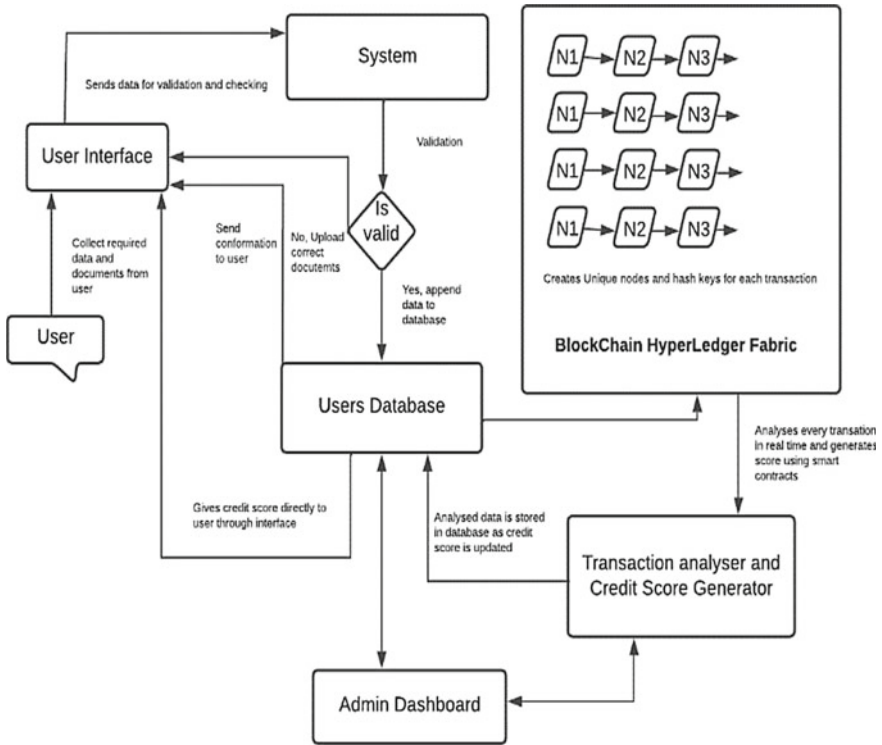 System
Sends data for validation and checking
User Interface
Validation
Is
valid
Collect required
data and
documents from
user
Send
conformation
to user
No, Upload
correct
docutemts
Yes, append
data to
database
User
N1
N2
N3
N1
N2
N3
N1
N2
N3
N1
N2
N3
Creates Unique nodes and hash keys for each transaction
BlockChain HyperLedger Fabric
Users Database
Analyses every transation
in real time and generates
score using smart
contracts
Gives credit score directly to
user through interface
Analysed data is stored
in database as credit
score is updated
Transaction analyser and
Credit Score Generator
Admin Dashboard